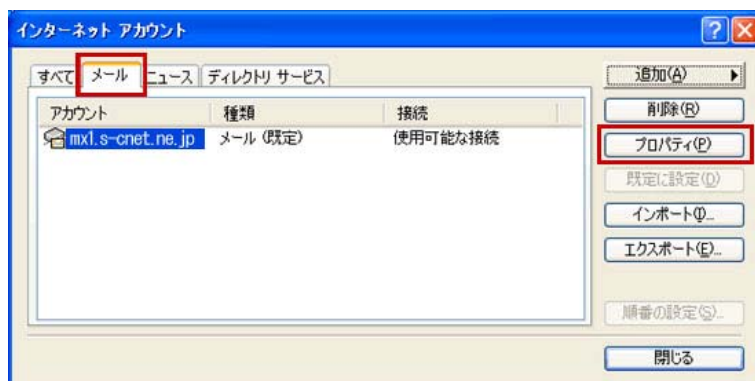 インターネット アカウント
すべて メール ニュース ディレクトリ サービス
アカウント 種類 接続
mx1.s-cnet.ne.jp メール (既定) 使用可能な接続
追加(A)
削除(R)
プロパティ(P)
既定に設定(D)
インポート(I)...
エクスポート(E)...
順番の設定(S)...
閉じる